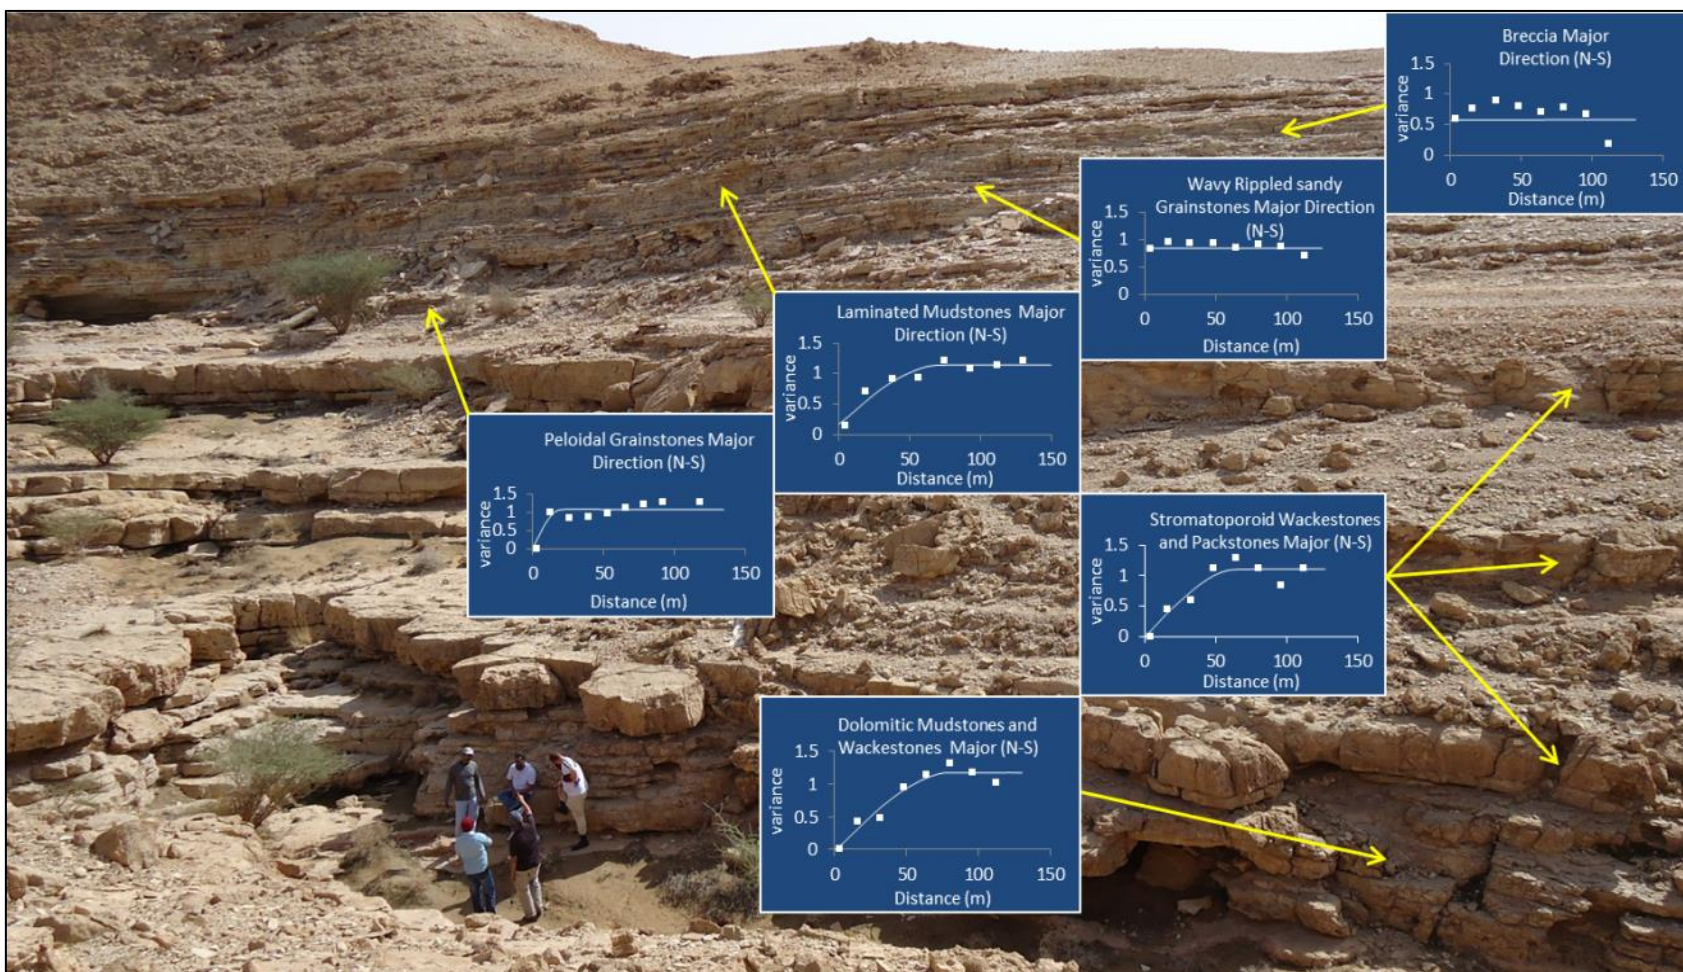 Breccia Major
Direction (N-S)
variance
1.5
1
0.5
0
0 50 100 150
Distance (m)
Wavy Rippled sandy
Grainstones Major Direction
(N-S)
variance
1.5
1
0.5
0
0 50 100 150
Distance (m)
Laminated Mudstones Major
Direction (N-S)
variance
1.5
1
0.5
0
0 50 100 150
Distance (m)
Peloidal Grainstones Major
Direction (N-S)
variance
1.5
1
0.5
0
0 50 100 150
Distance (m)
Stromatoporoid Wackestones
and Packstones Major (N-S)
variance
1.5
1
0.5
0
0 50 100 150
Distance (m)
Dolomitic Mudstones and
Wackestones Major (N-S)
variance
1.5
1
0.5
0
0 50 100 150
Distance (m)